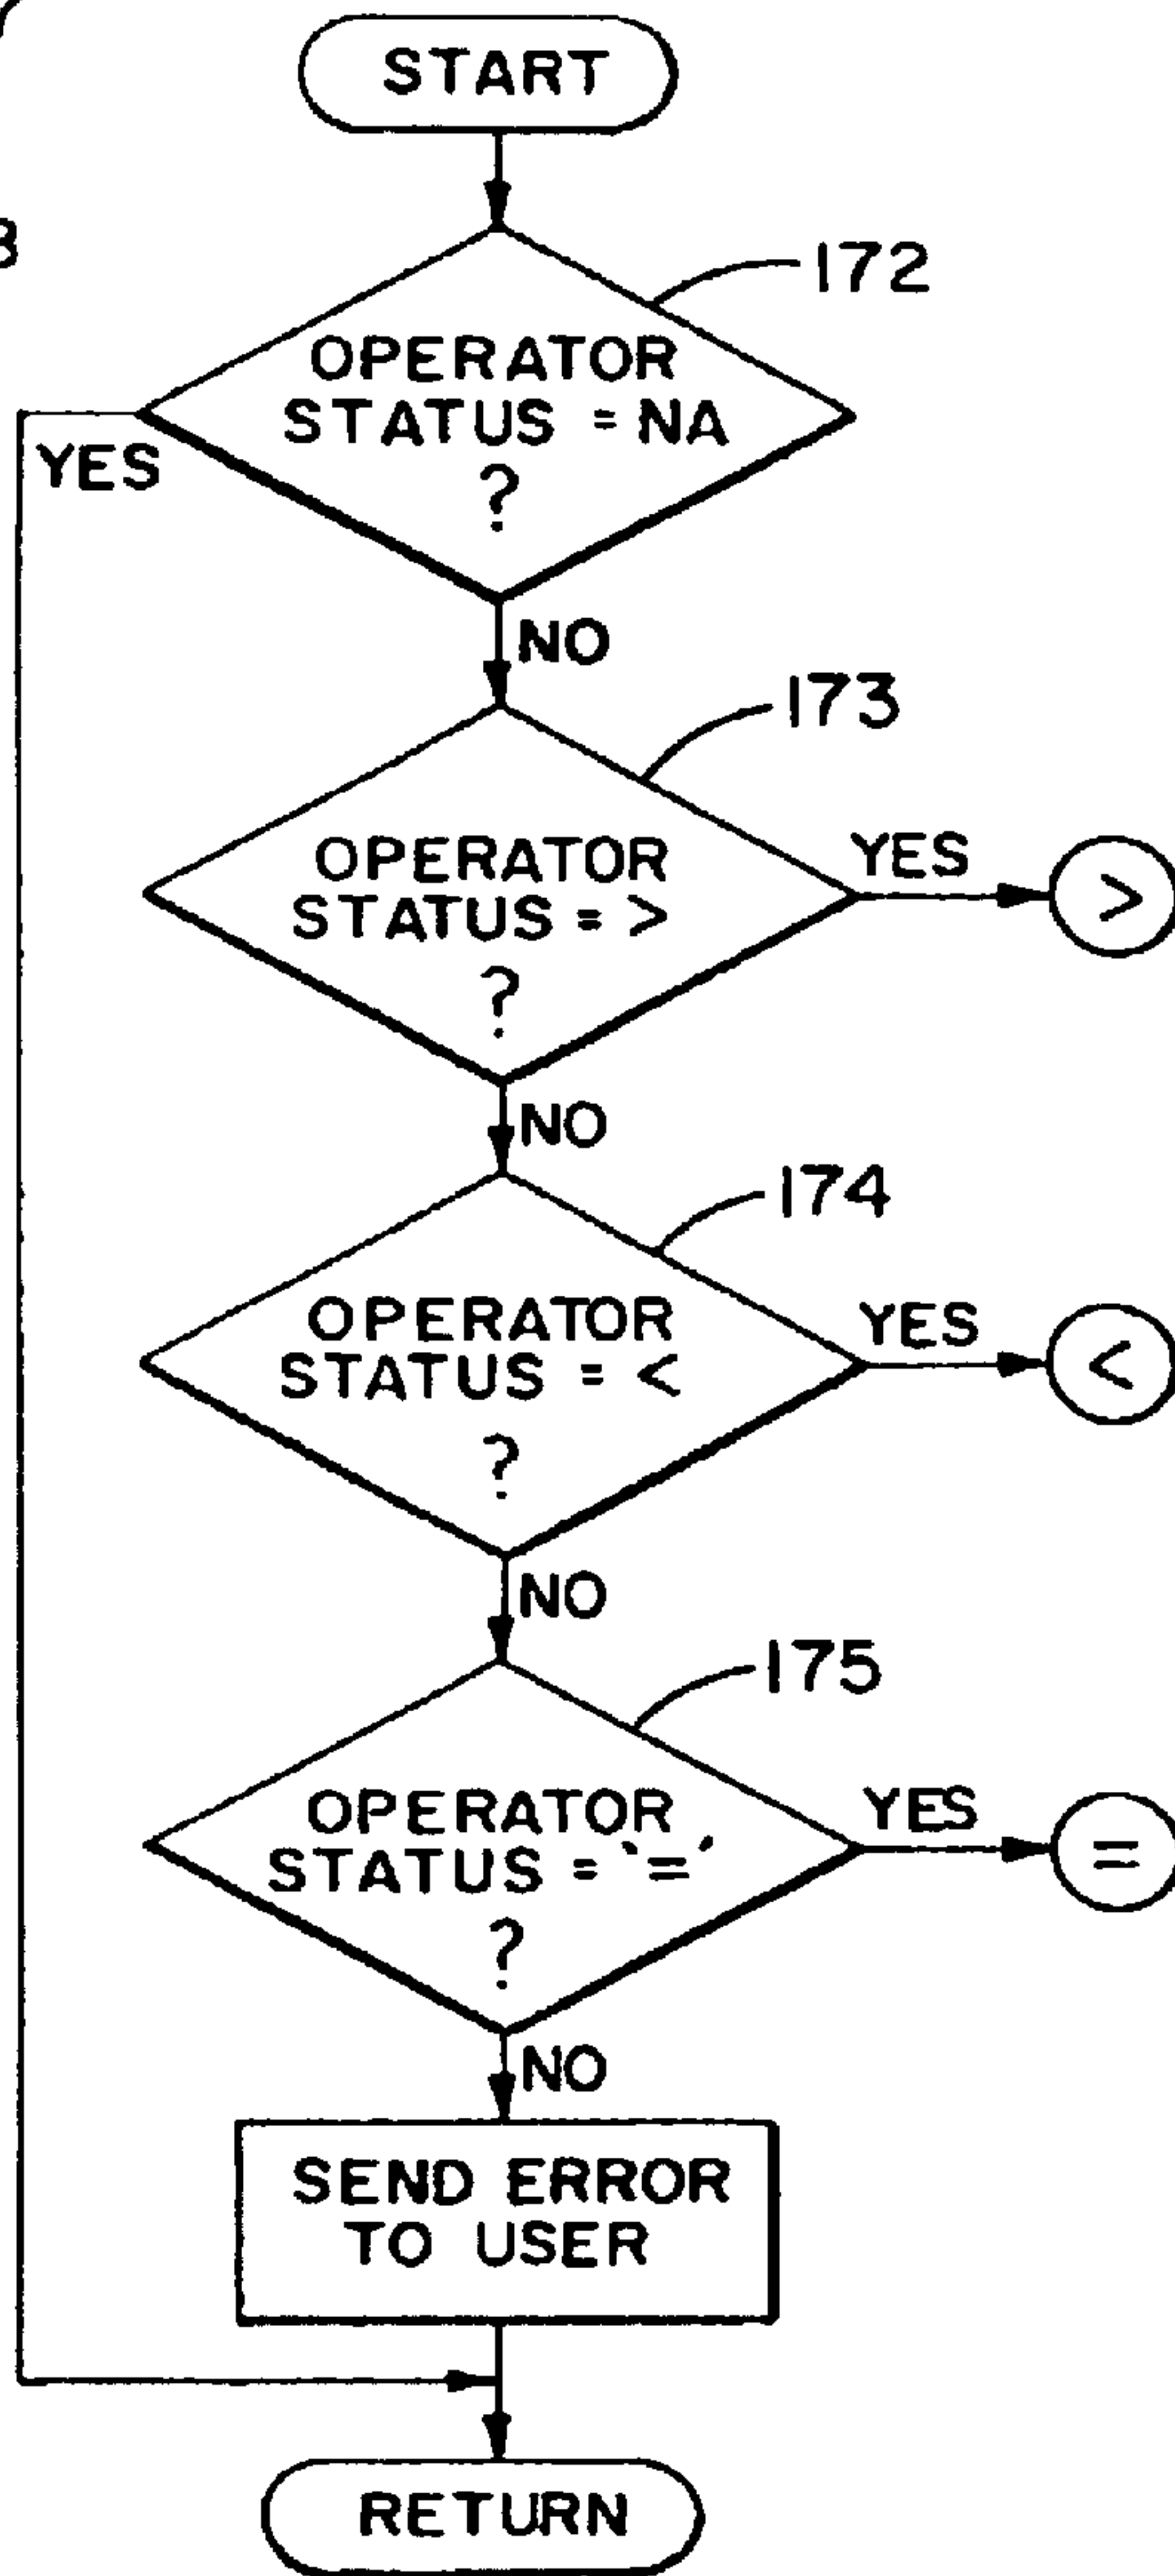 START
172
OPERATOR
STATUS = NA
?
YES
NO
173
OPERATOR
STATUS = >
?
YES
>
NO
174
OPERATOR
STATUS = <
?
YES
<
NO
175
OPERATOR
STATUS = '='
?
YES
=
NO
SEND ERROR
TO USER
RETURN